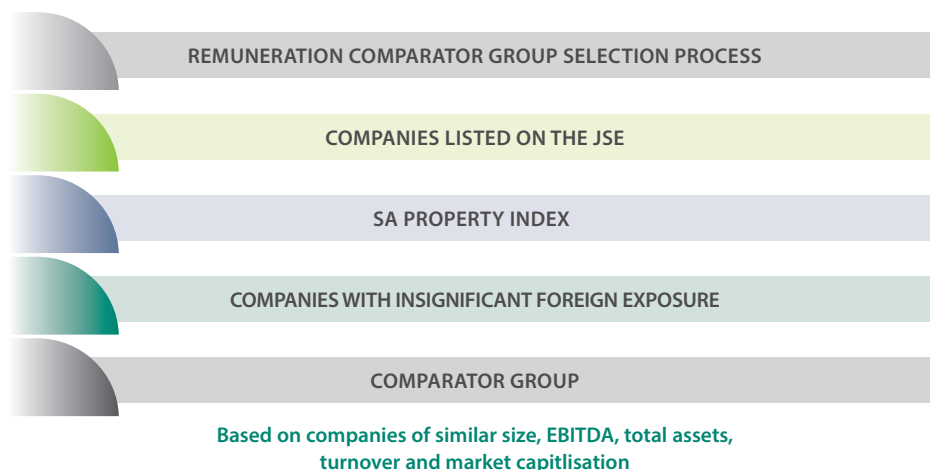 REMUNERATION COMPARATOR GROUP SELECTION PROCESS
COMPANIES LISTED ON THE JSE
SA PROPERTY INDEX
COMPANIES WITH INSIGNIFICANT FOREIGN EXPOSURE
COMPARATOR GROUP
Based on companies of similar size, EBITDA, total assets,
turnover and market capitlisation